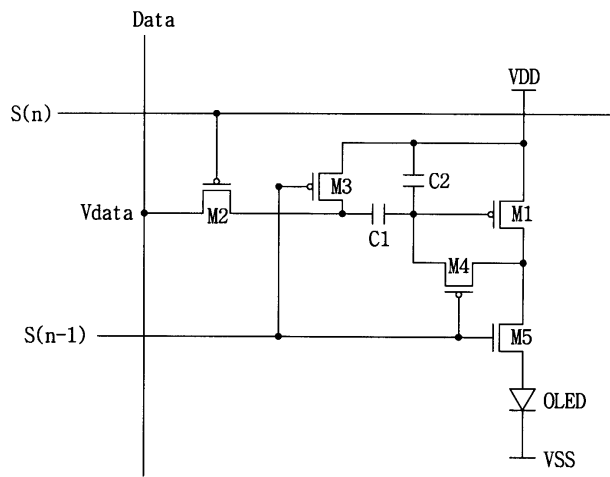 Data
VDD
S(n)
M3
C2
Vdata
M2
C1
M1
M4
S(n-1)
M5
OLED
VSS